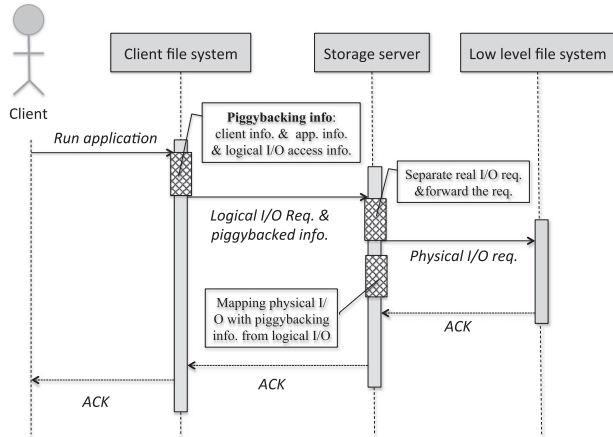 Client file system
Storage server
Low level file system
Client
Run application
Piggybacking info:
client info. & app. info.
& logical I/O access info.
Separate real I/O req.
&forward the req.
Logical I/O Req. &
piggybacked info.
Physical I/O req.
Mapping physical I/
O with piggybacking
info. from logical I/O
ACK
ACK
ACK